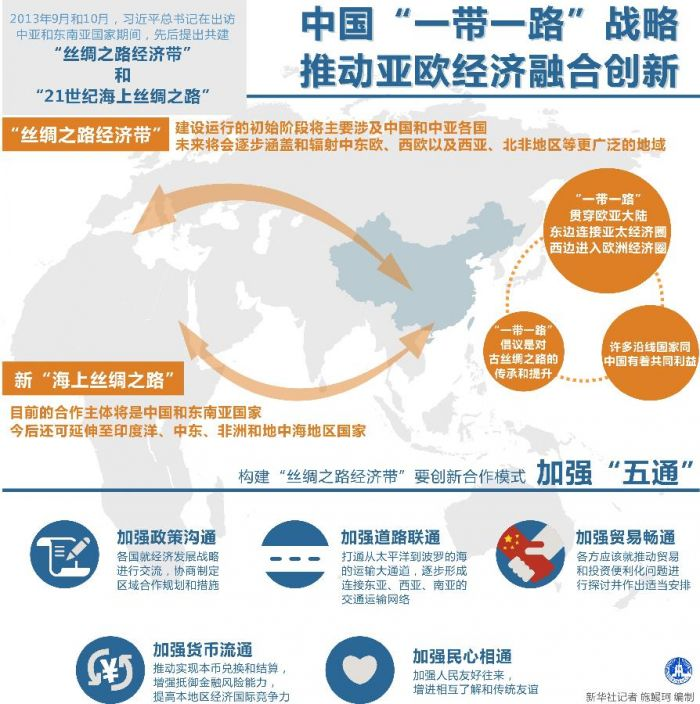 2013年9月和10月，习近平总书记在出访
中亚和东南亚国家期间，先后提出共建
“丝绸之路经济带”
和
“21世纪海上丝绸之路”
中国“一带一路”战略
推动亚欧经济融合创新
“丝绸之路经济带”
建设运行的初始阶段将主要涉及中国和中亚各国
未来将会逐步涵盖和辐射中东欧、西欧以及西亚、北非地区等更广泛的地域
“一带一路”
贯穿欧亚大陆
东边连接亚太经济圈
西边进入欧洲经济圈
“一带一路”
倡议是对
古丝绸之路的
传承和提升
许多沿线国家同
中国有着共同利益
新“海上丝绸之路”
目前的合作主体将是中国和东南亚国家
今后还可延伸至印度洋、中东、非洲和地中海地区国家
构建“丝绸之路经济带”要创新合作模式 加强“五通”
加强政策沟通
各国就经济发展战略
进行交流，协商制定
区域合作规划和措施
加强道路联通
打通从太平洋到波罗的海
的运输大通道，逐步形成
连接东亚、西亚、南亚的
交通运输网络
加强贸易畅通
各方应该就推动贸易
和投资便利化问题进
行探讨并作出适当安排
加强货币流通
推动实现本币兑换和结算，
增强抵御金融风险能力，
提高本地区经济国际竞争力
加强民心相通
加强人民友好往来，
增进相互了解和传统友谊
新华社记者 施鳗珂 编制